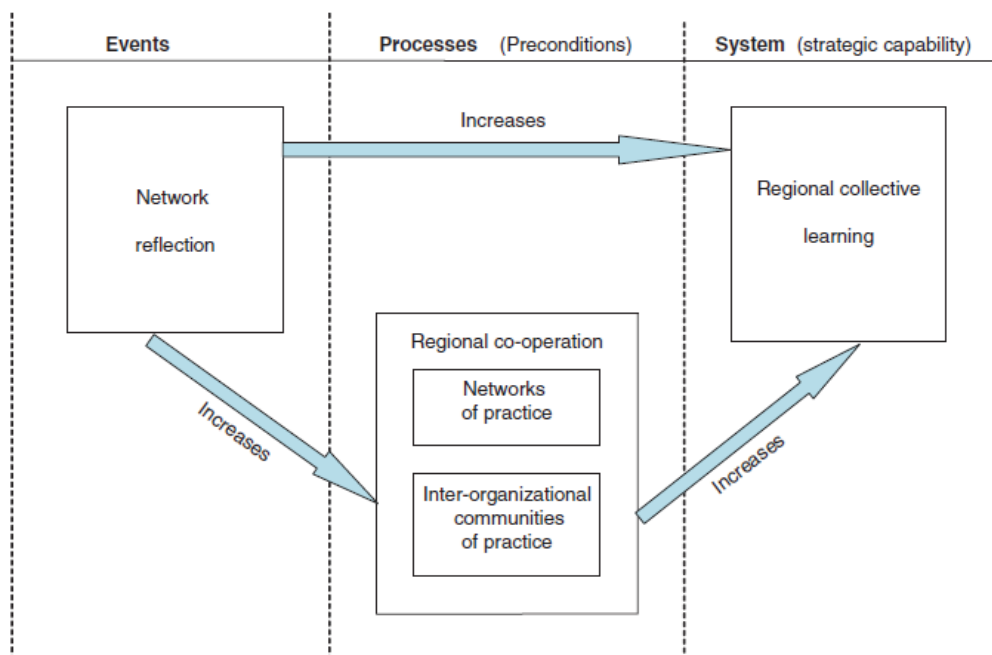 Events
Processes (Preconditions)
System (strategic capability)
Increases
Network
reflection
Regional collective
learning
Regional co-operation
Networks
of practice
Inter-organizational
communities
of practice
Increases
Increases